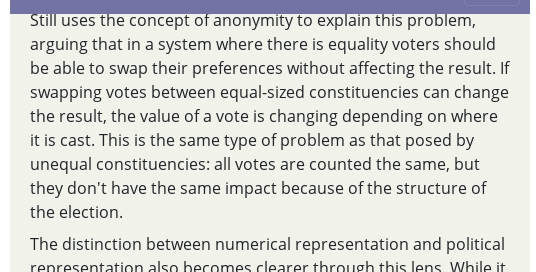 Still uses the concept of anonymity to explain this problem,
arguing that in a system where there is equality voters should
be able to swap their preferences without affecting the result. If
swapping votes between equal-sized constituencies can change
the result, the value of a vote is changing depending on where
it is cast. This is the same type of problem as that posed by
unequal constituencies: all votes are counted the same, but
they don't have the same impact because of the structure of
the election.
The distinction between numerical representation and political
representation also becomes clearer through this lens. While it